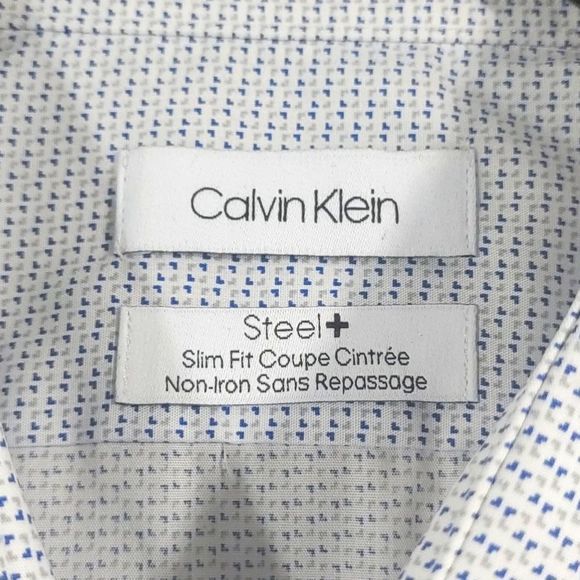 Calvin Klein
Steel+
Slim Fit Coupe Cintrée
Non-Iron Sans Repassage